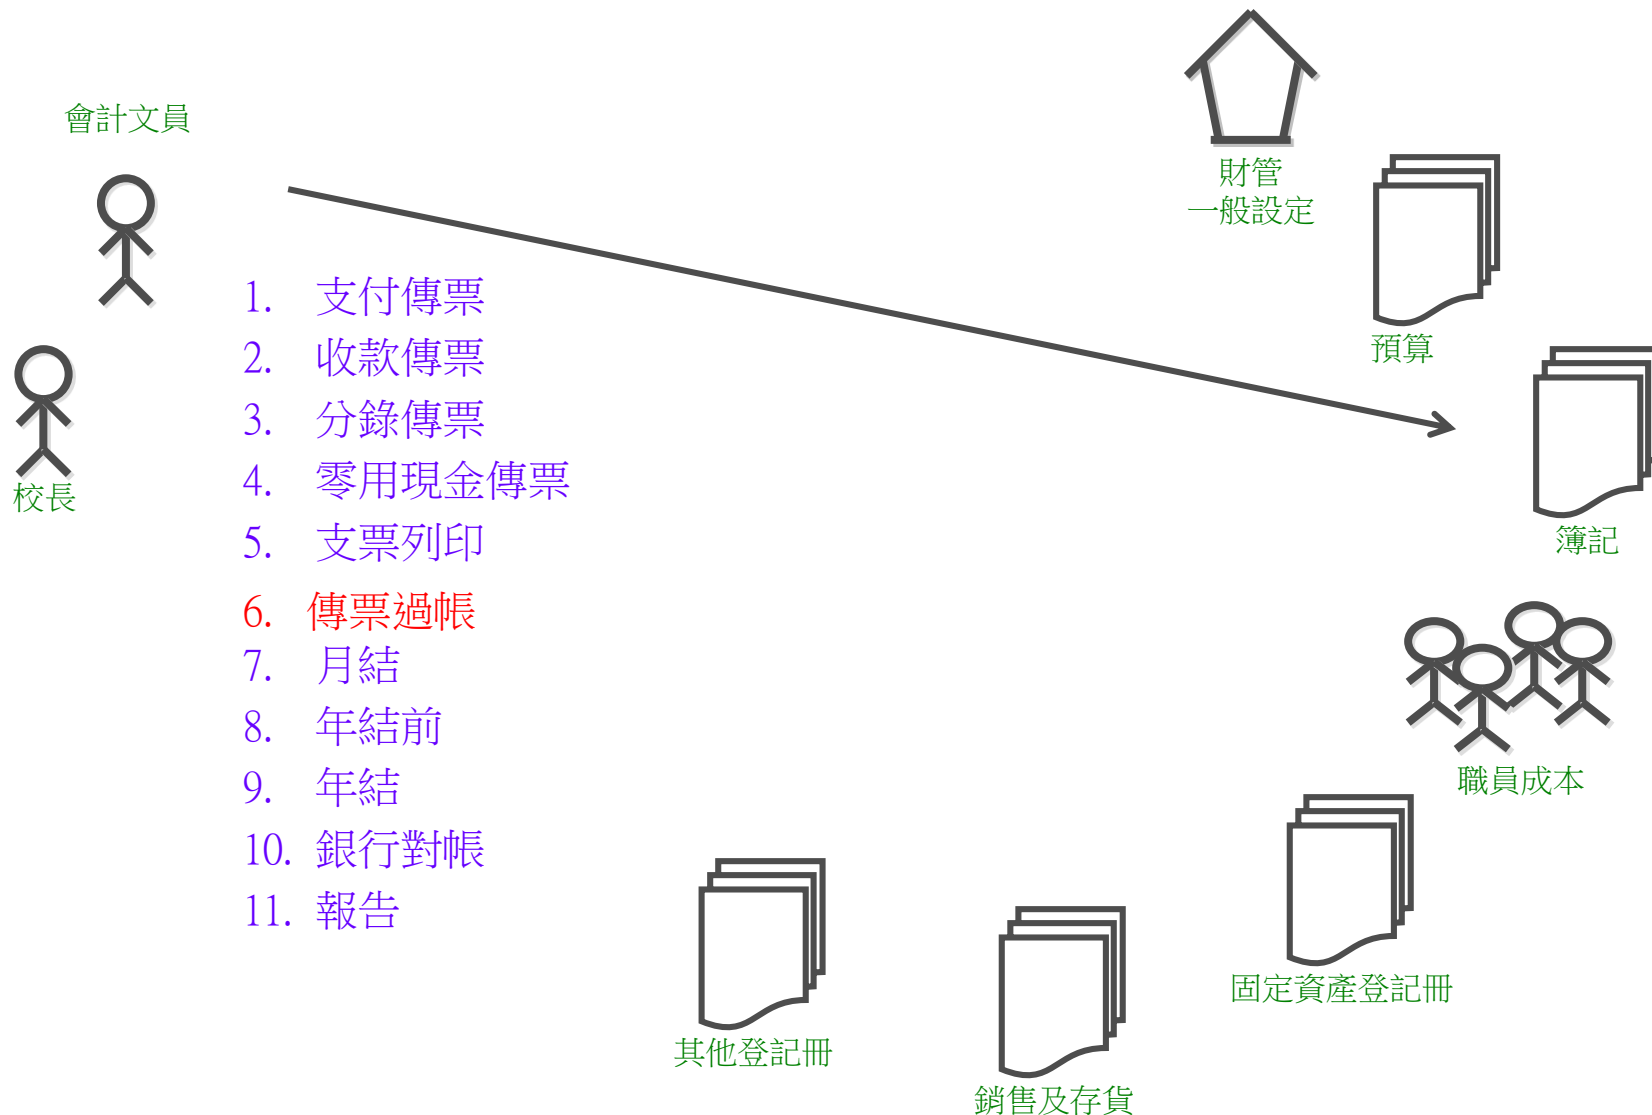 會計文員
校長
1. 支付傳票
2. 收款傳票
3. 分錄傳票
4. 零用現金傳票
5. 支票列印
6. 傳票過帳
7. 月結
8. 年結前
9. 年結
10. 銀行對帳
11. 報告
財管
一般設定
預算
簿記
職員成本
固定資產登記冊
銷售及存貨
其他登記冊